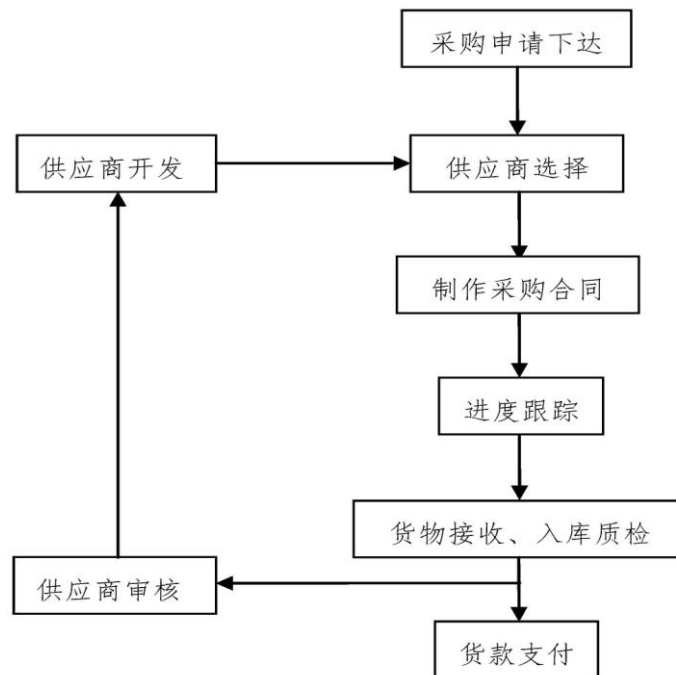 采购申请下达
供应商开发
供应商选择
制作采购合同
进度跟踪
货物接收、入库质检
供应商审核
货款支付